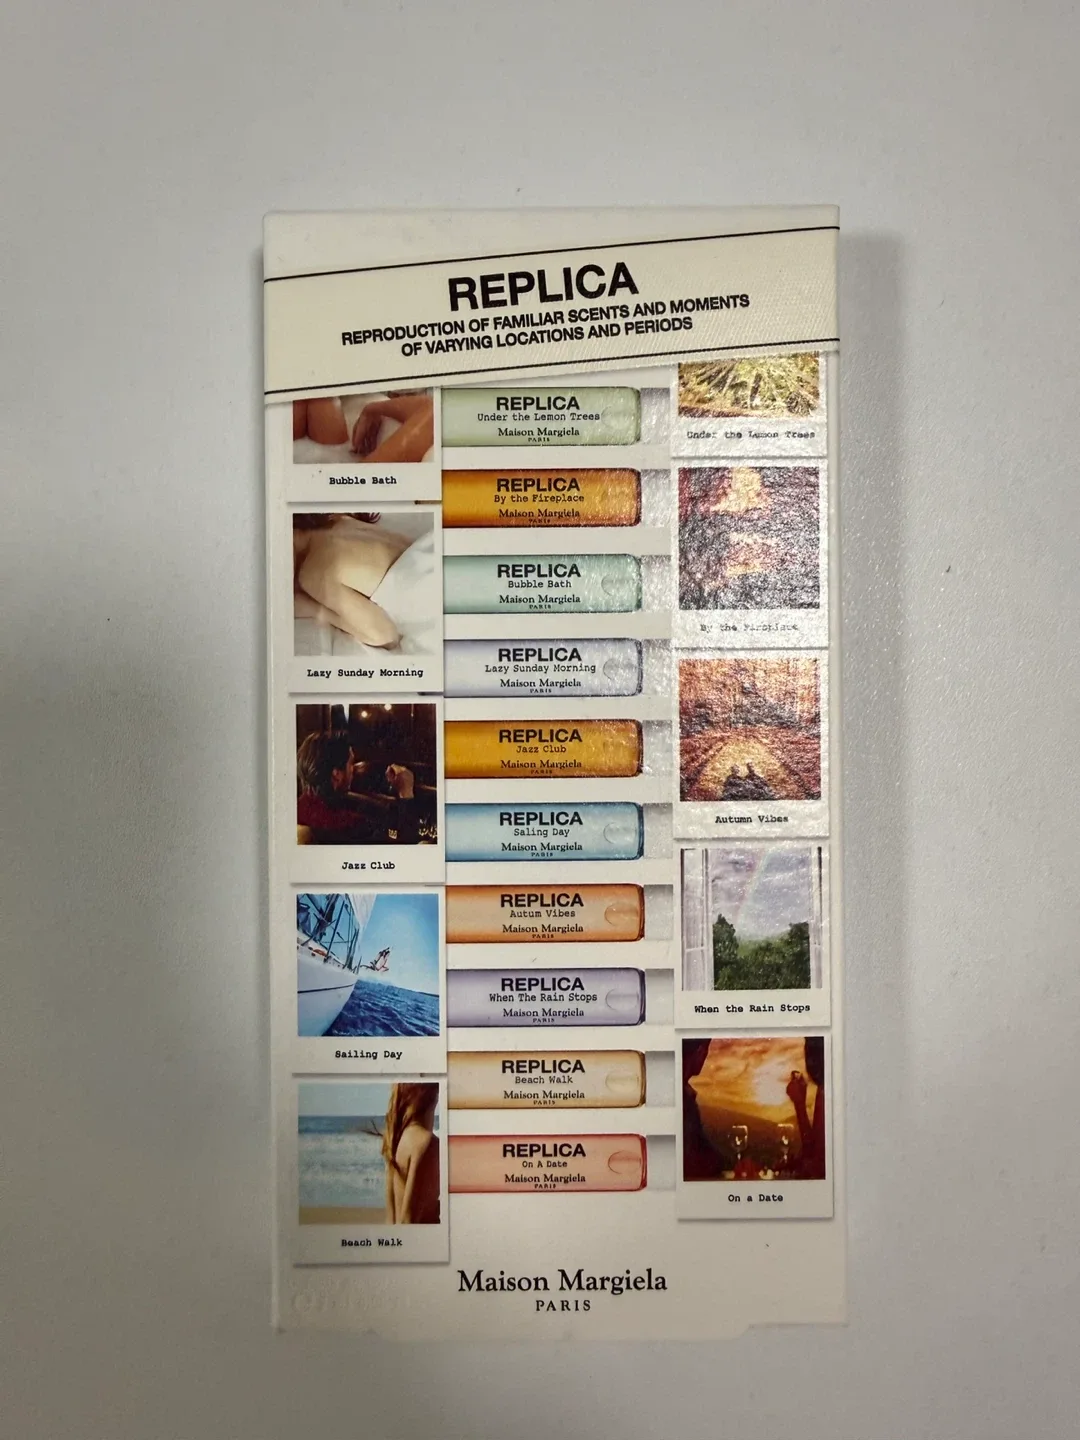 REPLICA
REPRODUCTION OF FAMILIAR SCENTS AND MOMENTS
OF VARYING LOCATIONS AND PERIODS
Bubble Bath
Lazy Sunday Morning
Jazz Club
Sailing Day
Beach Walk
REPLICA
Under the Lemon Trees
Maison Margiela
PARIS
REPLICA
By the Fireplace
Maison Margiela
PARIS
REPLICA
Bubble Bath
Maison Margiela
PARIS
REPLICA
Lazy Sunday Morning
Maison Margiela
PARIS
REPLICA
Jazz Club
Maison Margiela
PARIS
REPLICA
Saling Day
Maison Margiela
PARIS
REPLICA
Autum Vibes
Maison Margiela
PARIS
REPLICA
When The Rain Stops
Maison Margiela
PARIS
REPLICA
Beach Walk
Maison Margiela
PARIS
REPLICA
On A Date
Maison Margiela
PARIS
Under the Lemon Trees
By the Fireplace
Autumn Vibes
When the Rain Stops
On a Date
Maison Margiela
PARIS